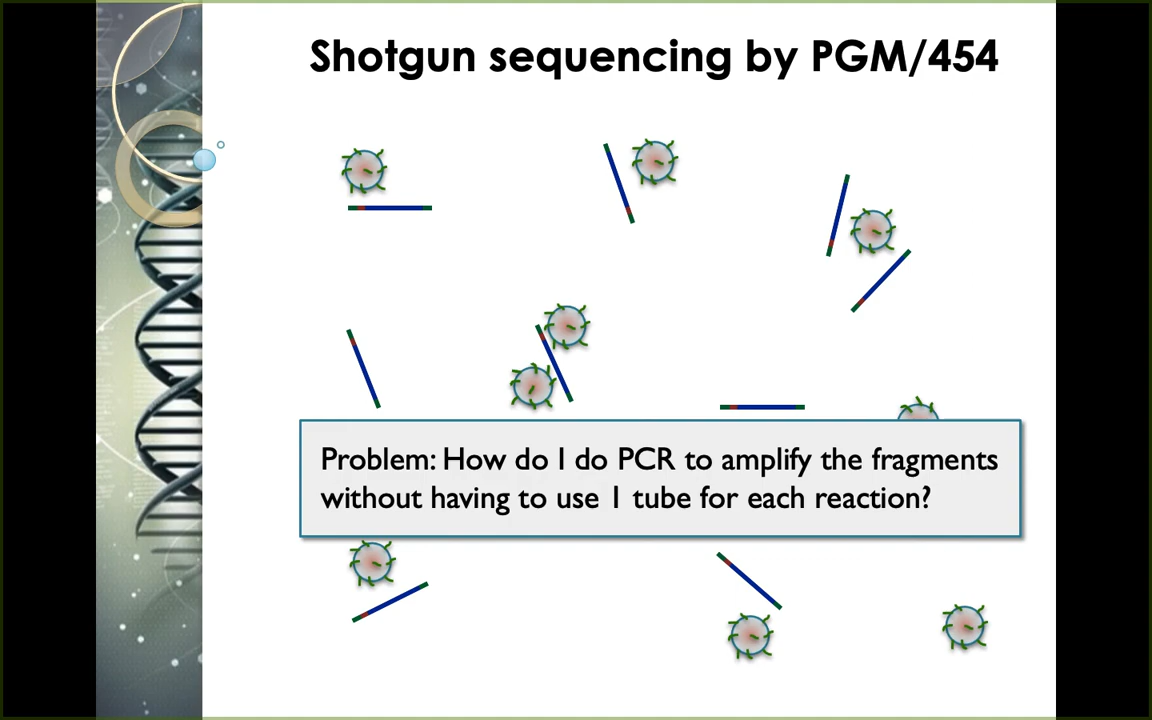 Shotgun sequencing by PGM/454
Problem: How do I do PCR to amplify the fragments
without having to use 1 tube for each reaction?